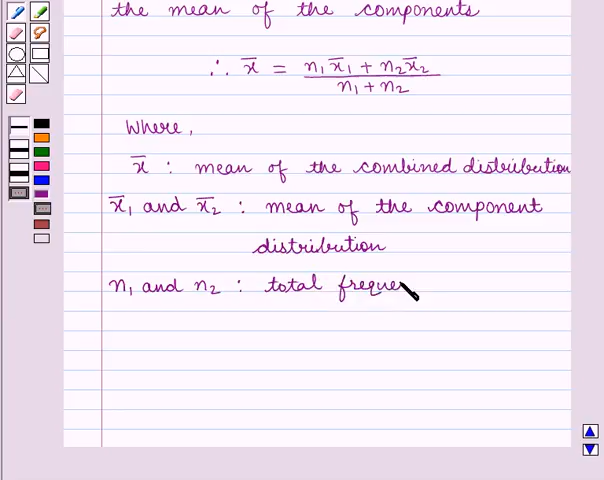 the mean of the components
∴ x̄ = (n₁x̄₁ + n₂x̄₂) / (n₁ + n₂)
Where,
x̄ : mean of the combined distribution
x̄₁ and x̄₂ : mean of the component
distribution
n₁ and n₂ : total freque